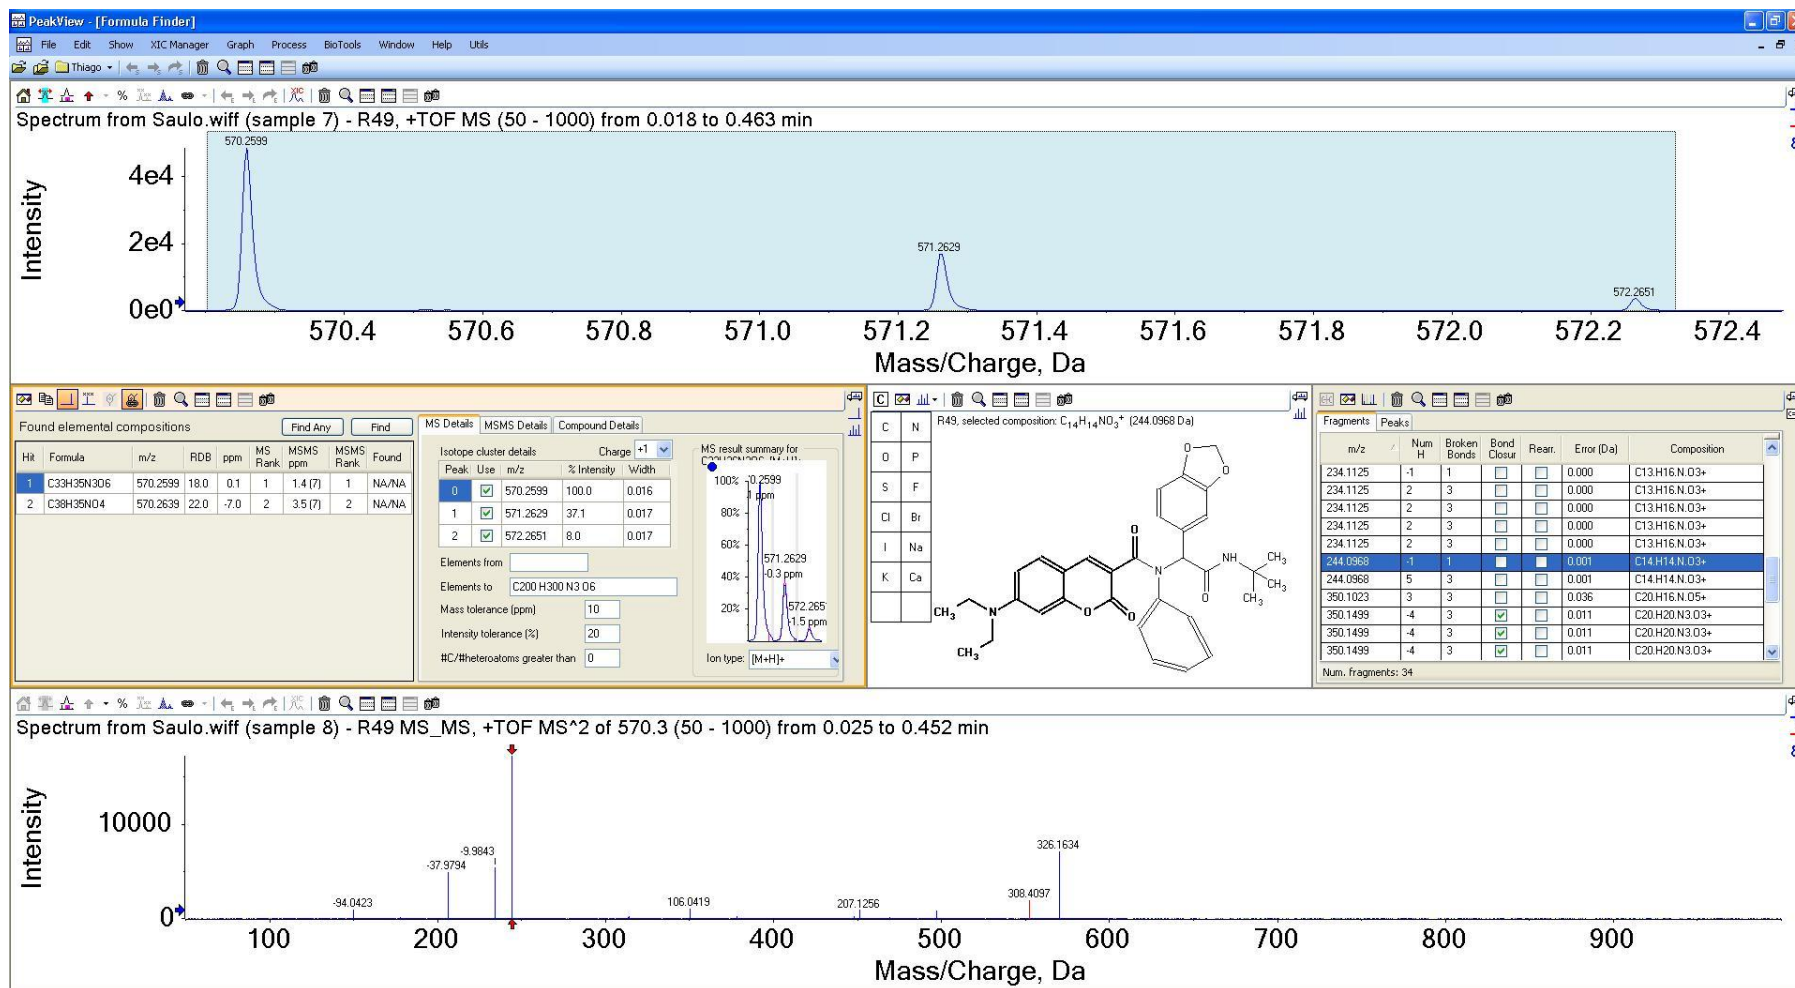 PeakView - [Formula Finder]
File Edit Show XIC Manager Graph Process BioTools Window Help Utils
Thiago
%
Spectrum from Saulo.wiff (sample 7) - R49, +TOF MS (50 - 1000) from 0.018 to 0.463 min
570.2599
4e4
2e4
0e0
Intensity
571.2629
572.2651
570.4 570.6 570.8 571.0 571.2 571.4 571.6 571.8 572.0 572.2 572.4
Mass/Charge, Da
Found elemental compositions Find Any Find
Hit Formula m/z RDB ppm MS Rank MSMS ppm MSMS Rank Found
1 C33H35N3O6 570.2599 18.0 0.1 1 1.4 (7) 1 NA/NA
2 C38H35NO4 570.2639 22.0 -7.0 2 3.5 (7) 2 NA/NA
MS Details MSMS Details Compound Details
Isotope cluster details Charge +1
Peak Use m/z % Intensity Width
0 570.2599 100.0 0.016
1 571.2629 37.1 0.017
2 572.2651 8.0 0.017
Elements from
Elements to C200 H300 N3 O6
Mass tolerance (ppm) 10
Intensity tolerance (%) 20
#C/#heteroatoms greater than 0
MS result summary for
100%
80%
60%
40%
20%
571.2629
-0.3 ppm
572.265
-1.5 ppm
Ion type: [M+H]+
C
C N
O P
S F
Cl Br
I Na
K Ca
R49, selected composition: C₁₄H₁₄NO₃⁺ (244.0968 Da)
O
O
O
N
NH
CH₃
CH₃
CH₃
O
O
O
N
CH₃
CH₃
Fragments Peaks
m/z Num H Broken Bonds Bond Closur Rearr. Error (Da) Composition
234.1125 -1 1 0.000 C13.H16.N.O3+
234.1125 2 3 0.000 C13.H16.N.O3+
234.1125 2 3 0.000 C13.H16.N.O3+
234.1125 2 3 0.000 C13.H16.N.O3+
244.0968 -1 1 0.001 C14.H14.N.O3+
244.0968 5 3 0.001 C14.H14.N.O3+
350.1023 3 3 0.036 C20.H16.N.O5+
350.1499 -4 3 0.011 C20.H20.N3.O3+
350.1499 -4 3 0.011 C20.H20.N3.O3+
350.1499 -4 3 0.011 C20.H20.N3.O3+
Num. fragments: 34
%
Spectrum from Saulo.wiff (sample 8) - R49 MS_MS, +TOF MS^2 of 570.3 (50 - 1000) from 0.025 to 0.452 min
Intensity
10000
0
-94.0423
-37.9794
-9.9843
106.0419
207.1256
308.4097
326.1634
100 200 300 400 500 600 700 800 900
Mass/Charge, Da